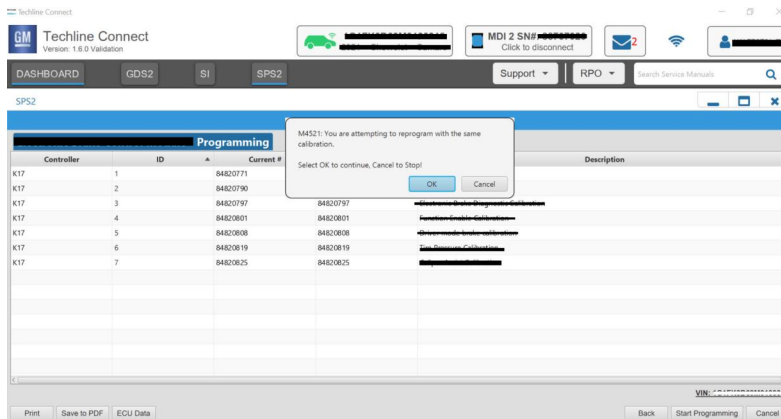 Techline Connect
GM
Techline Connect
Version: 1.6.0 Validation
MDI 2 SN#:
Click to disconnect
2
DASHBOARD GDS2 SI SPS2 Support RPO Search Service Manuals
SPS2
Programming
M4521: You are attempting to reprogram with the same
calibration.
Select OK to continue, Cancel to Stop!
OK Cancel
Controller ID Current # Description
K17 1 84820771
K17 2 84820790
K17 3 84820797 84820797 Electronic Brake Diagnostic Calibration
K17 4 84820801 84820801 Function Enable Calibration
K17 5 84820808 84820808 Driver mode brake calibration
K17 6 84820819 84820819 Tire Pressure Calibration
K17 7 84820825 84820825
VIN:
Print Save to PDF ECU Data Back Start Programming Cancel